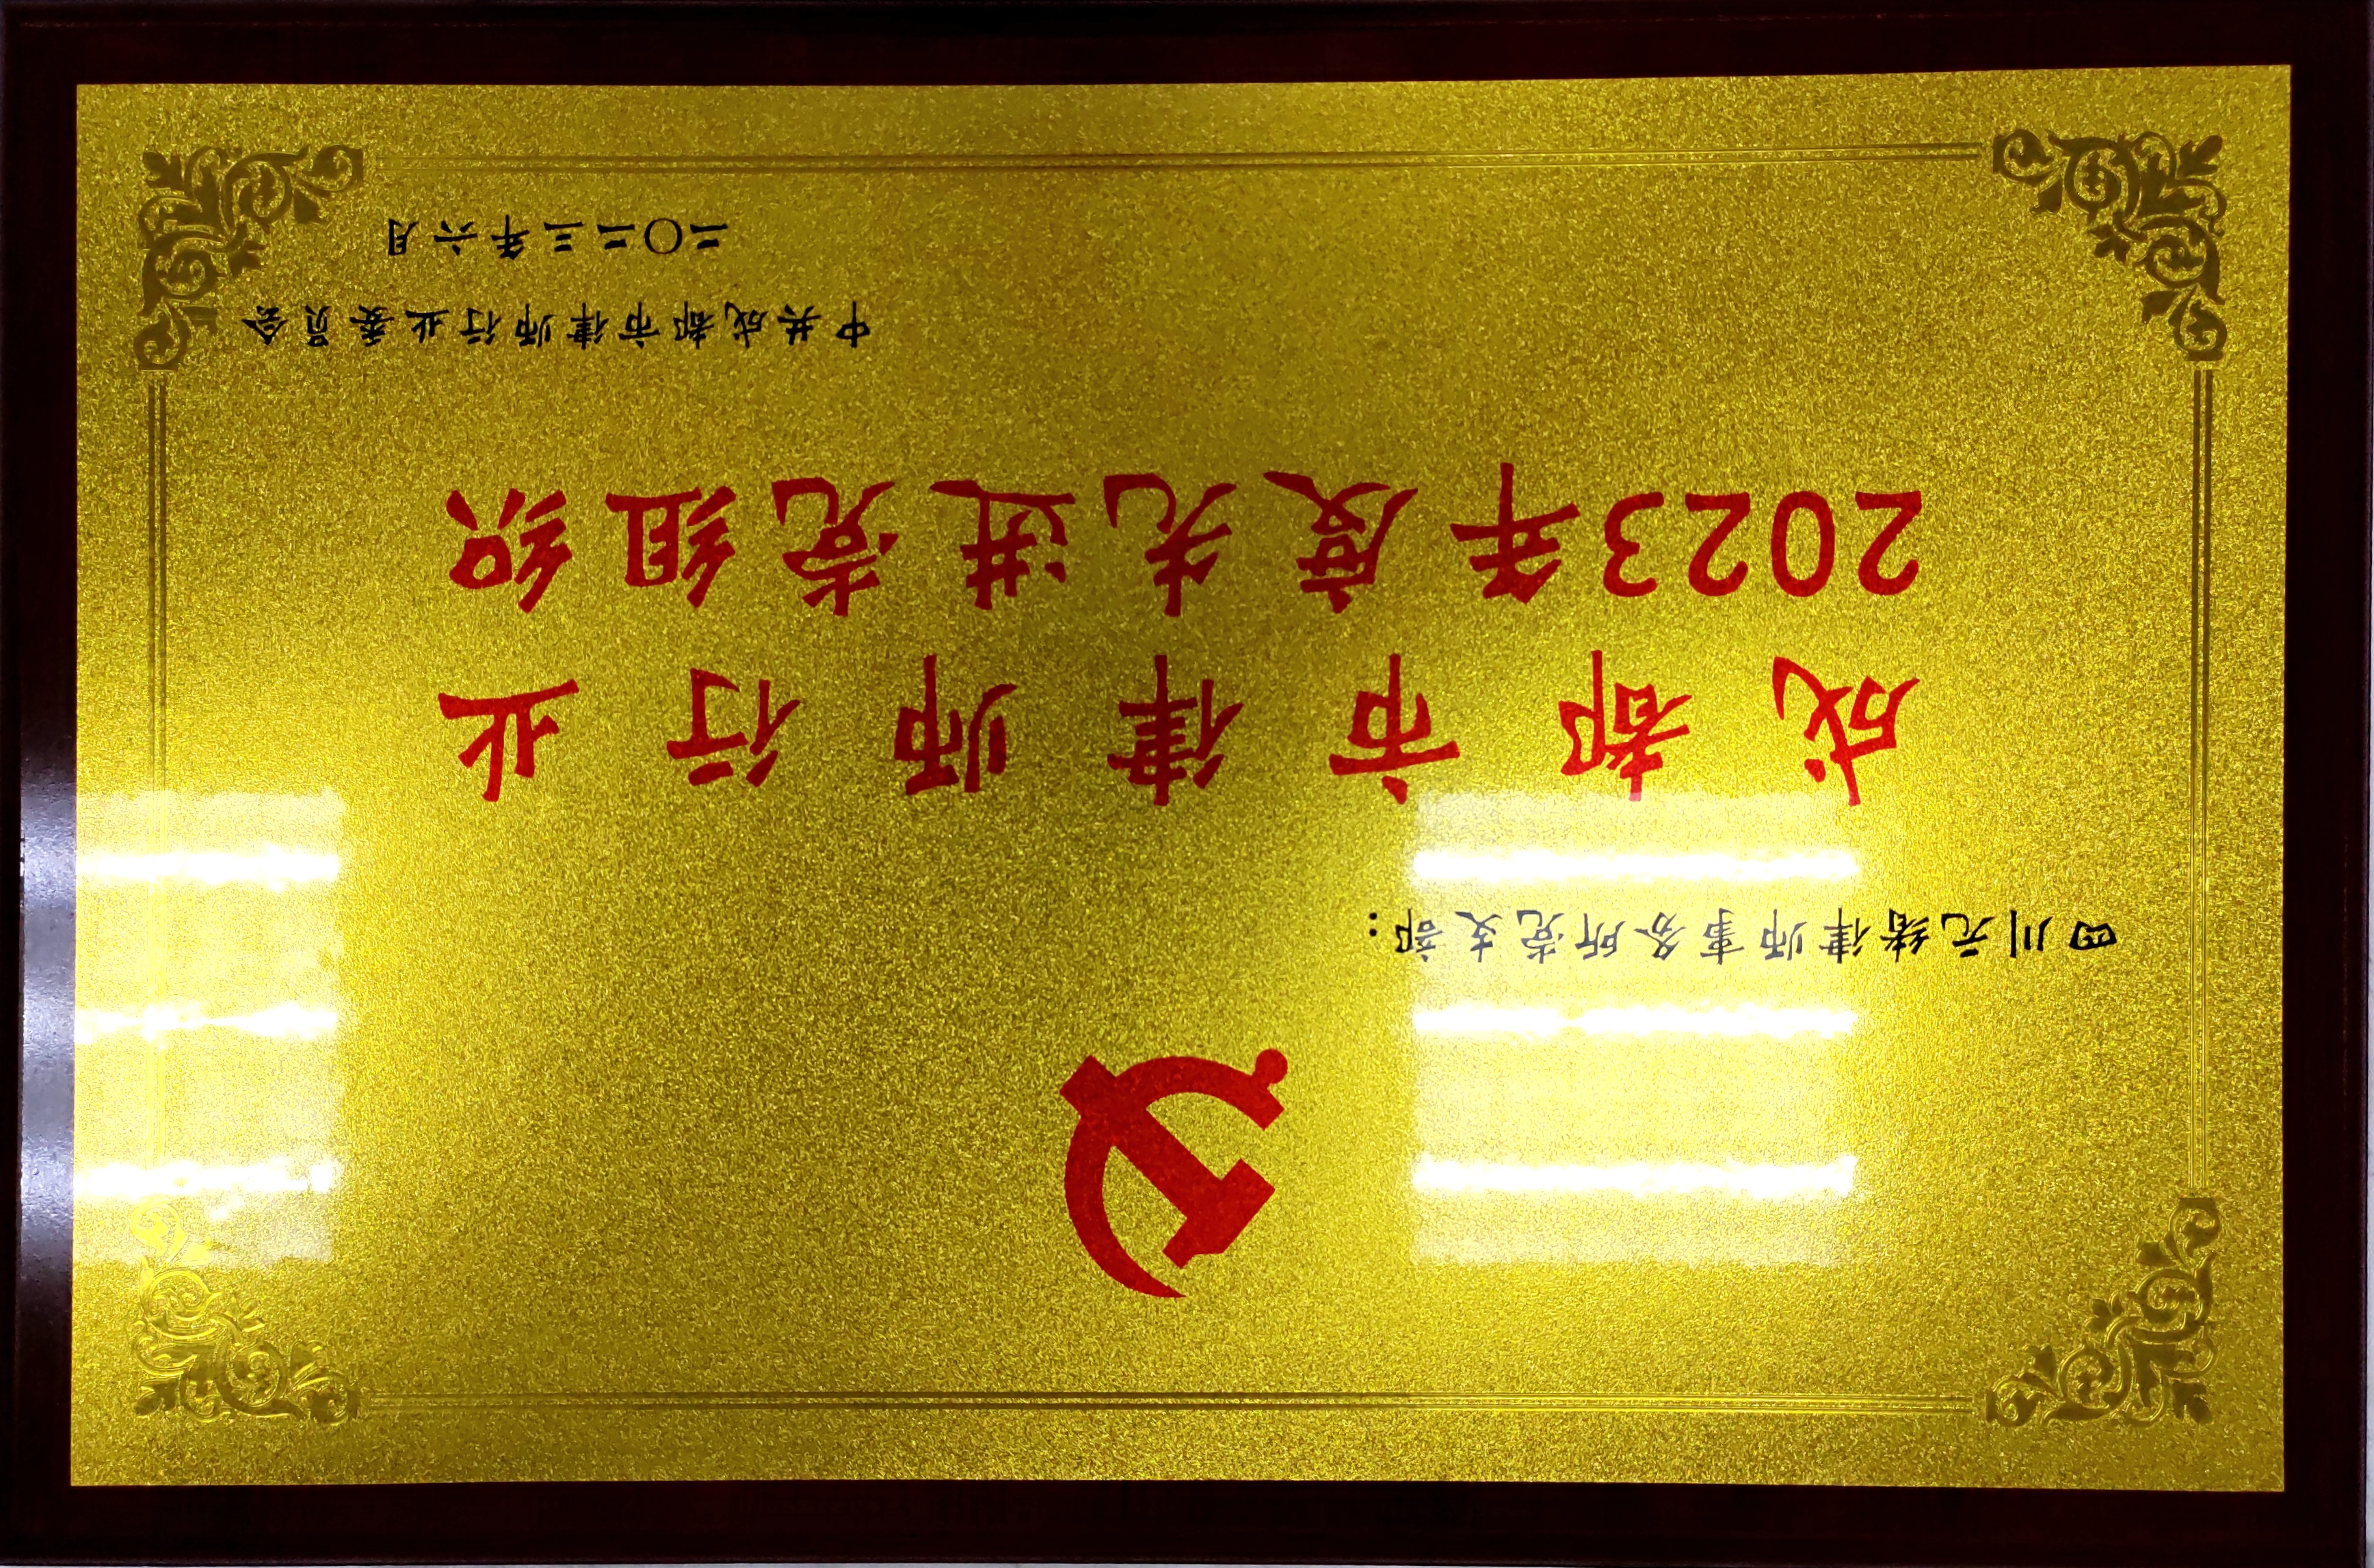 四川元绪律师事务所党支部：
成都市律师行业
2023年度先进党组织
中共成都市律师行业委员会
二〇二三年六月